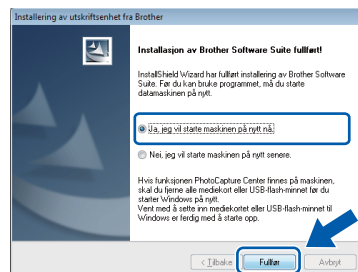 Installering av utskriftsenhet fra Brother
Installasjon av Brother Software Suite fullført!
InstallShield Wizard har fullført installering av Brother Software
Suite. Før du kan bruke programmet, må du starte
datamaskinen på nytt.
Ja, jeg vil starte maskinen på nytt nå.
Nei, jeg vil starte maskinen på nytt senere.
Hvis funksjonen PhotoCapture Center finnes på maskinen,
skal du fjerne alle mediekort eller USB-flash-minnet før du
starter Windows på nytt.
Vent med å sette inn mediekortet eller USB-flash-minnet til
Windows er ferdig med å starte opp.
< Tilbake Fullfør Avbryt